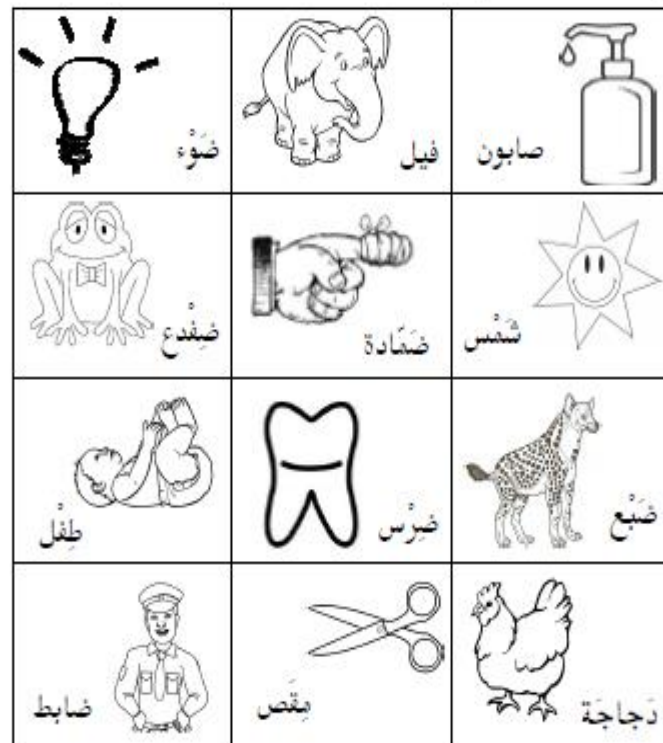 صابون
فيل
ضَوْء
شَمْس
ضَمّادة
ضِفْدع
ضَبْع
ضِرْس
طِفْل
دَجاجَة
مِقَص
ضابط